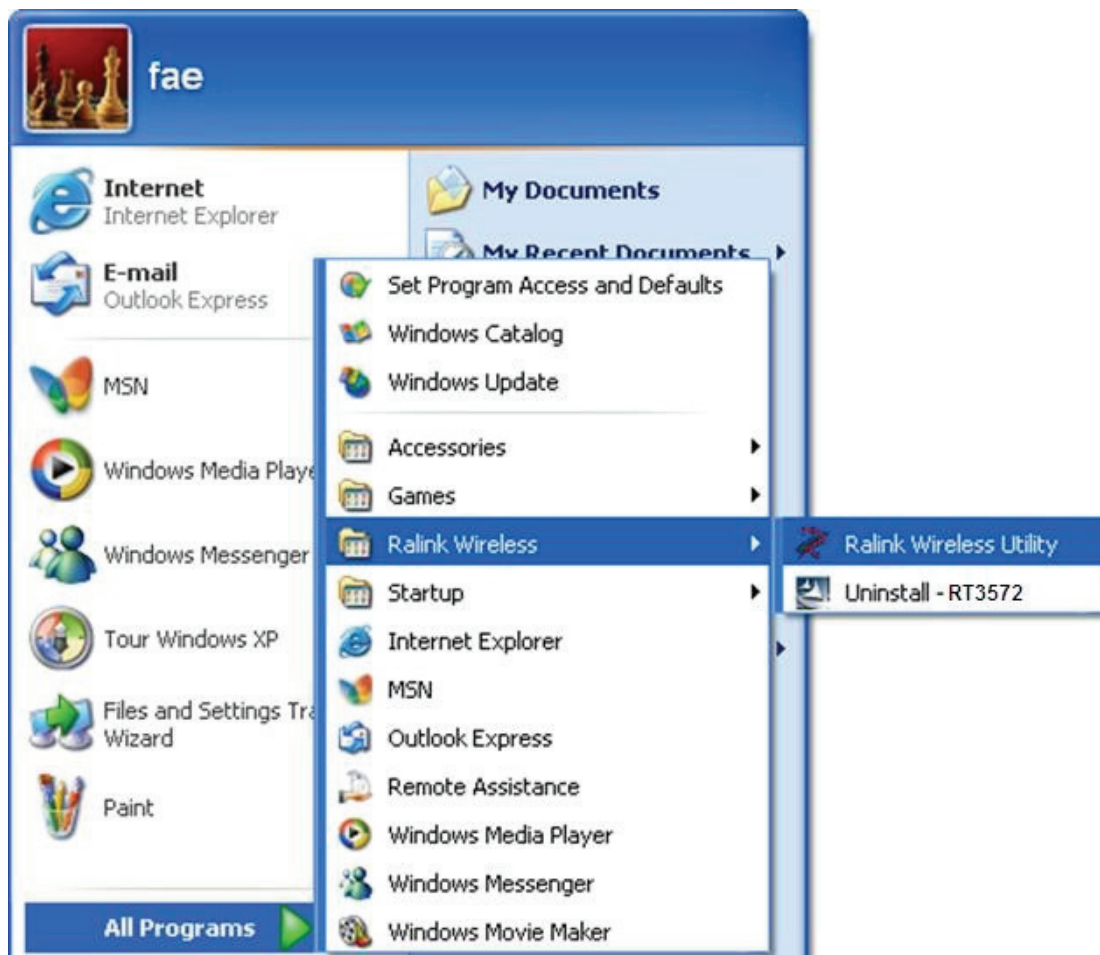 fae
Internet
Internet Explorer
E-mail
Outlook Express
MSN
Windows Media Playe
Windows Messenger
Tour Windows XP
Files and Settings Tra
Wizard
Paint
All Programs
My Documents
My Recent Documents
Set Program Access and Defaults
Windows Catalog
Windows Update
Accessories
Games
Ralink Wireless
Startup
Internet Explorer
MSN
Outlook Express
Remote Assistance
Windows Media Player
Windows Messenger
Windows Movie Maker
Ralink Wireless Utility
Uninstall - RT3572